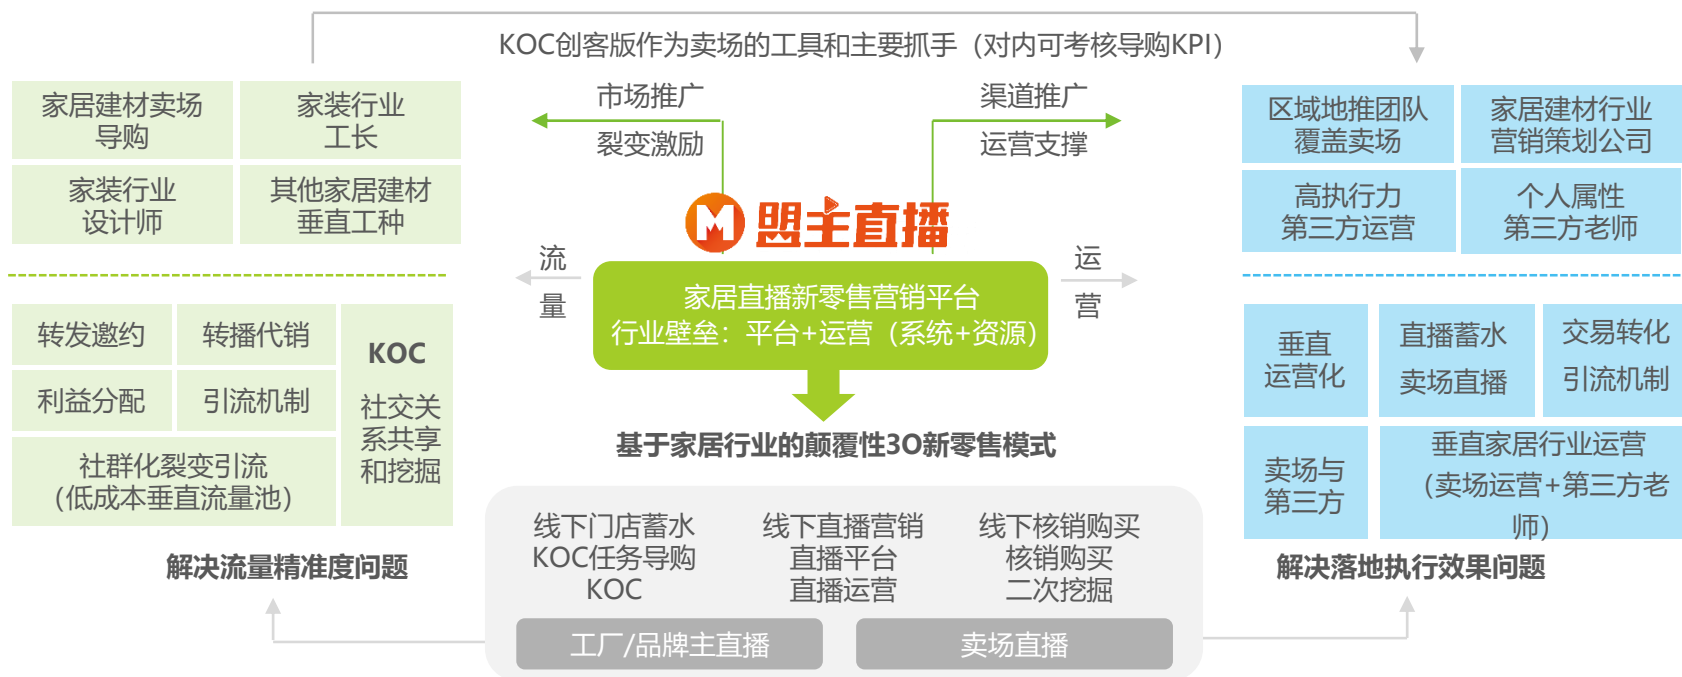 KOC创客版作为卖场的工具和主要抓手（对内可考核导购KPI）
家居建材卖场
导购
家装行业
工长
家装行业
设计师
其他家居建材
垂直工种
转发邀约
转播代销
利益分配
引流机制
社群化裂变引流
（低成本垂直流量池）
KOC
社交关
系共享
和挖掘
解决流量精准度问题
市场推广
裂变激励
渠道推广
运营支撑
M
盟主直播
流
量
运
营
家居直播新零售营销平台
行业壁垒：平台+运营（系统+资源）
基于家居行业的颠覆性3O新零售模式
线下门店蓄水
KOC任务导购
KOC
线下直播营销
直播平台
直播运营
线下核销购买
核销购买
二次挖掘
工厂/品牌主直播
卖场直播
区域地推团队
覆盖卖场
家居建材行业
营销策划公司
高执行力
第三方运营
个人属性
第三方老师
垂直
运营化
直播蓄水
卖场直播
交易转化
引流机制
卖场与
第三方
垂直家居行业运营
（卖场运营+第三方老
师）
解决落地执行效果问题